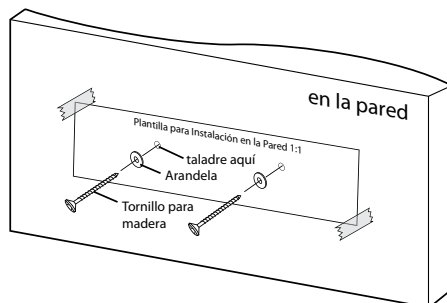 en la pared
Plantilla para Instalación en la Pared 1:1
taladre aquí
Arandela
Tornillo para
madera